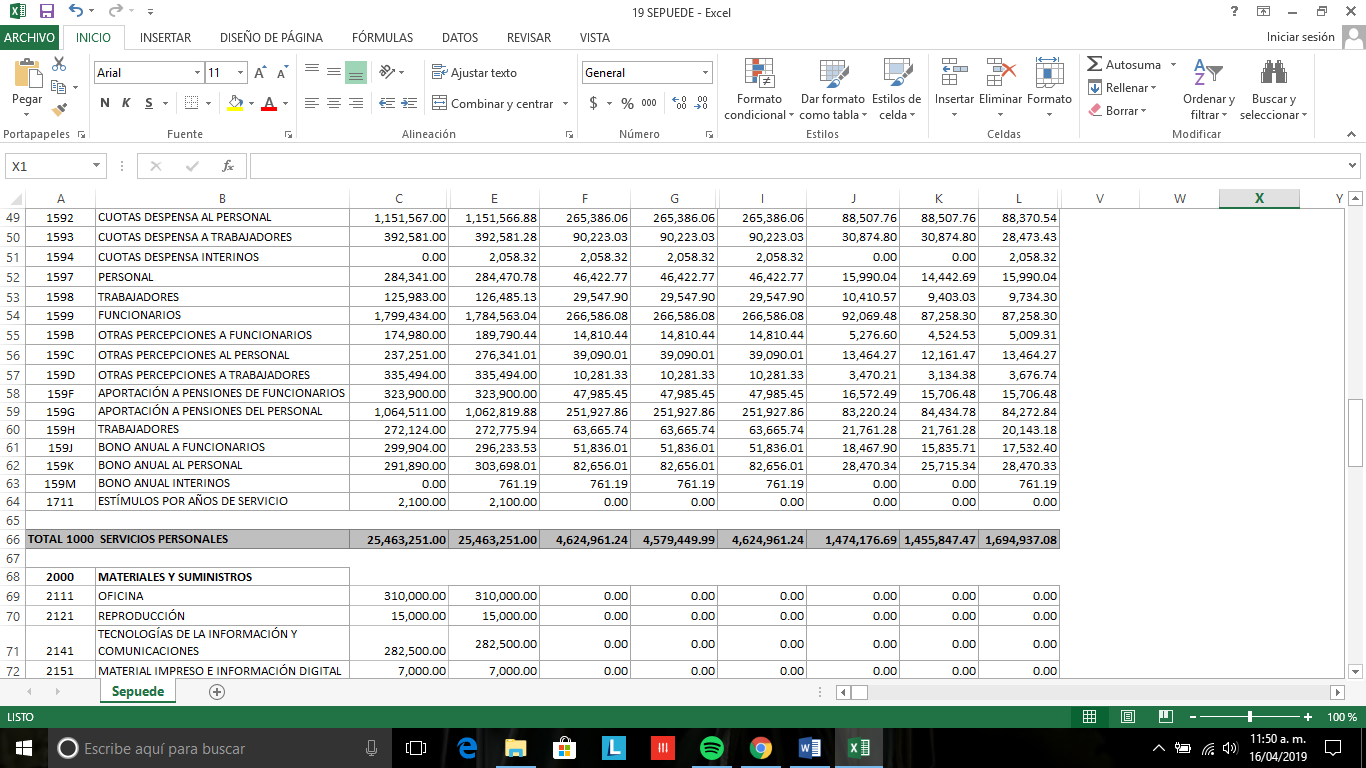 19 SEPUEDE - Excel
ARCHIVO INICIO INSERTAR DISEÑO DE PÁGINA FÓRMULAS DATOS REVISAR VISTA Iniciar sesión
Pegar Arial 11 Ajustar texto General Formato condicional Dar formato como tabla Estilos de celda Insertar Eliminar Formato Autosuma Rellenar Borrar Ordenar y filtrar Buscar y seleccionar
N K S Combinar y centrar $ % 000
Portapapeles Fuente Alineación Número Estilos Celdas Modificar
X1 fx
A B C E F G I J K L V W X Y
49 1592 CUOTAS DESPENSA AL PERSONAL 1,151,567.00 1,151,566.88 265,386.06 265,386.06 265,386.06 88,507.76 88,507.76 88,370.54
50 1593 CUOTAS DESPENSA A TRABAJADORES 392,581.00 392,581.28 90,223.03 90,223.03 90,223.03 30,874.80 30,874.80 28,473.43
51 1594 CUOTAS DESPENSA INTERINOS 0.00 2,058.32 2,058.32 2,058.32 2,058.32 0.00 0.00 2,058.32
52 1597 PERSONAL 284,341.00 284,470.78 46,422.77 46,422.77 46,422.77 15,990.04 14,442.69 15,990.04
53 1598 TRABAJADORES 125,983.00 126,485.13 29,547.90 29,547.90 29,547.90 10,410.57 9,403.03 9,734.30
54 1599 FUNCIONARIOS 1,799,434.00 1,784,563.04 266,586.08 266,586.08 266,586.08 92,069.48 87,258.30 87,258.30
55 159B OTRAS PERCEPCIONES A FUNCIONARIOS 174,980.00 189,790.44 14,810.44 14,810.44 14,810.44 5,276.60 4,524.53 5,009.31
56 159C OTRAS PERCEPCIONES AL PERSONAL 237,251.00 276,341.01 39,090.01 39,090.01 39,090.01 13,464.27 12,161.47 13,464.27
57 159D OTRAS PERCEPCIONES A TRABAJADORES 335,494.00 335,494.00 10,281.33 10,281.33 10,281.33 3,470.21 3,134.38 3,676.74
58 159F APORTACIÓN A PENSIONES DE FUNCIONARIOS 323,900.00 323,900.00 47,985.45 47,985.45 47,985.45 16,572.49 15,706.48 15,706.48
59 159G APORTACIÓN A PENSIONES DEL PERSONAL 1,064,511.00 1,062,819.88 251,927.86 251,927.86 251,927.86 83,220.24 84,434.78 84,272.84
60 159H TRABAJADORES 272,124.00 272,775.94 63,665.74 63,665.74 63,665.74 21,761.28 21,761.28 20,143.18
61 159J BONO ANUAL A FUNCIONARIOS 299,904.00 296,233.53 51,836.01 51,836.01 51,836.01 18,467.90 15,835.71 17,532.40
62 159K BONO ANUAL AL PERSONAL 291,890.00 303,698.01 82,656.01 82,656.01 82,656.01 28,470.34 25,715.34 28,470.33
63 159M BONO ANUAL INTERINOS 0.00 761.19 761.19 761.19 761.19 0.00 0.00 761.19
64 1711 ESTÍMULOS POR AÑOS DE SERVICIO 2,100.00 2,100.00 0.00 0.00 0.00 0.00 0.00 0.00
65
66 TOTAL 1000 SERVICIOS PERSONALES 25,463,251.00 25,463,251.00 4,624,961.24 4,579,449.99 4,624,961.24 1,474,176.69 1,455,847.47 1,694,937.08
67
68 2000 MATERIALES Y SUMINISTROS
69 2111 OFICINA 310,000.00 310,000.00 0.00 0.00 0.00 0.00 0.00 0.00
70 2121 REPRODUCCIÓN 15,000.00 15,000.00 0.00 0.00 0.00 0.00 0.00 0.00
TECNOLOGÍAS DE LA INFORMACIÓN Y
71 2141 COMUNICACIONES 282,500.00 282,500.00 0.00 0.00 0.00 0.00 0.00 0.00
72 2151 MATERIAL IMPRESO E INFORMACIÓN DIGITAL 7,000.00 7,000.00 0.00 0.00 0.00 0.00 0.00 0.00
Sepuede
LISTO 100 %
Escribe aquí para buscar 11:50 a. m.
16/04/2019